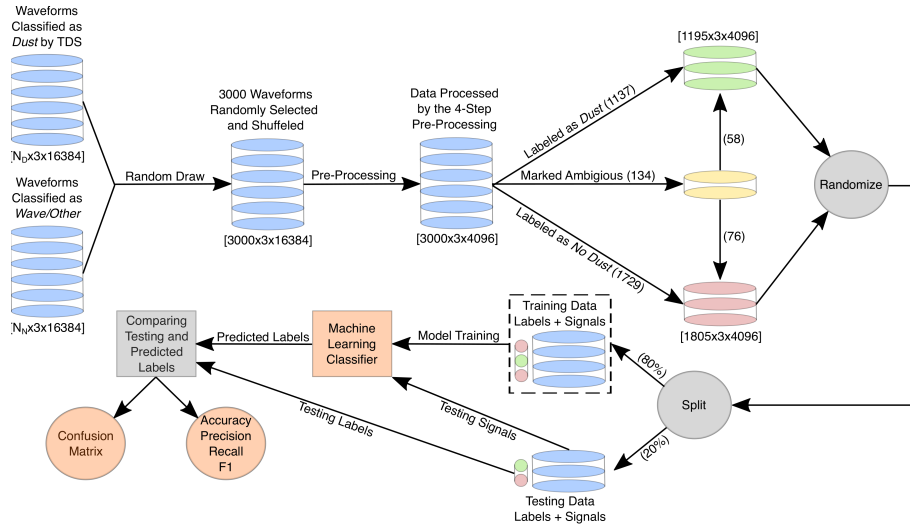 Waveforms
Classified as
Dust by TDS
[NDx3x16384]
Waveforms
Classified as
Wave/Other
[NNx3x16384]
Random Draw
3000 Waveforms
Randomly Selected
and Shuffeled
[3000x3x16384]
Pre-Processing
Data Processed
by the 4-Step
Pre-Processing
[3000x3x4096]
Labeled as Dust (1137)
Marked Ambigious (134)
Labeled as No Dust (1729)
[1195x3x4096]
(58)
(76)
[1805x3x4096]
Randomize
Split
(80%)
(20%)
Training Data
Labels + Signals
Model Training
Machine
Learning
Classifier
Predicted Labels
Comparing
Testing and
Predicted
Labels
Testing Signals
Testing Labels
Testing Data
Labels + Signals
Confusion
Matrix
Accuracy
Precision
Recall
F1